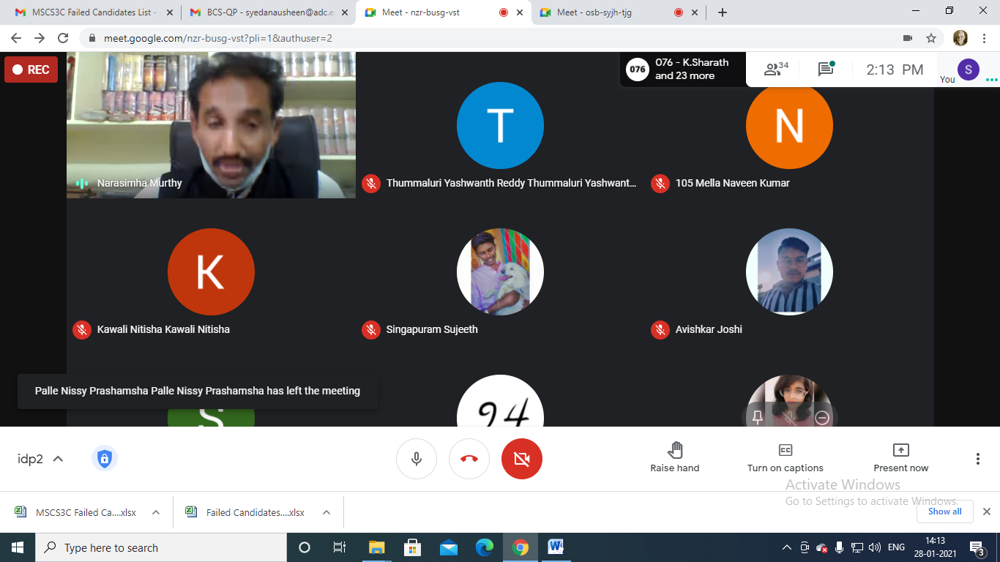 MSCS3C Failed Candidates List -
BCS-QP - syedanausheen@adc.e
Meet - nzr-busg-vst
Meet - osb-syjh-tjg
meet.google.com/nzr-busg-vst?pli=1&authuser=2
REC
076
076 - K.Sharath
and 23 more
34
2:13 PM
You
S
T
N
Narasimha Murthy
Thummaluri Yashwanth Reddy Thummaluri Yashwant...
105 Mella Naveen Kumar
K
Kawali Nitisha Kawali Nitisha
Singapuram Sujeeth
Avishkar Joshi
Palle Nissy Prashamsha Palle Nissy Prashamsha has left the meeting
S
94
idp2
Raise hand
Turn on captions
Present now
Activate Windows
Go to Settings to activate Windows.
MSCS3C Failed Ca....xlsx
Failed Candidates....xlsx
Show all
Type here to search
ENG
14:13
28-01-2021
3